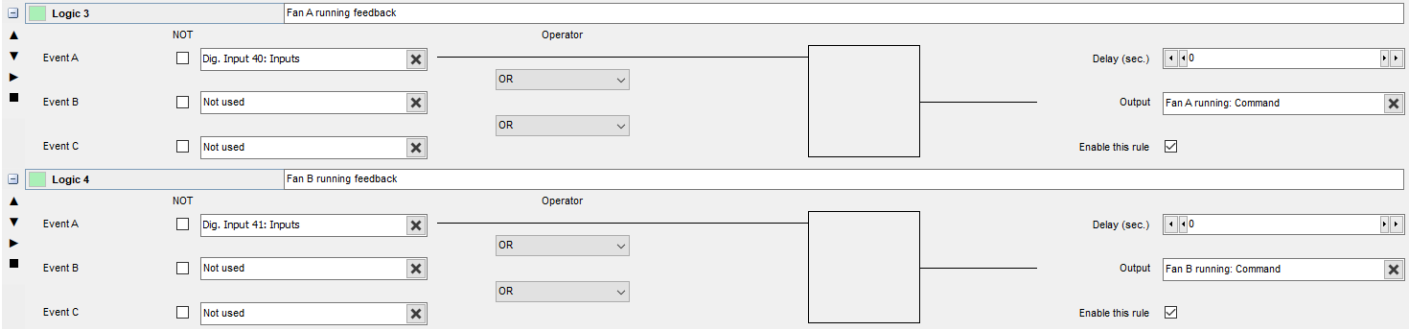 Logic 3 Fan A running feedback
NOT Operator
Event A Dig. Input 40: Inputs Delay (sec.) 0
OR
Event B Not used Output Fan A running: Command
OR
Event C Not used Enable this rule
Logic 4 Fan B running feedback
NOT Operator
Event A Dig. Input 41: Inputs Delay (sec.) 0
OR
Event B Not used Output Fan B running: Command
OR
Event C Not used Enable this rule